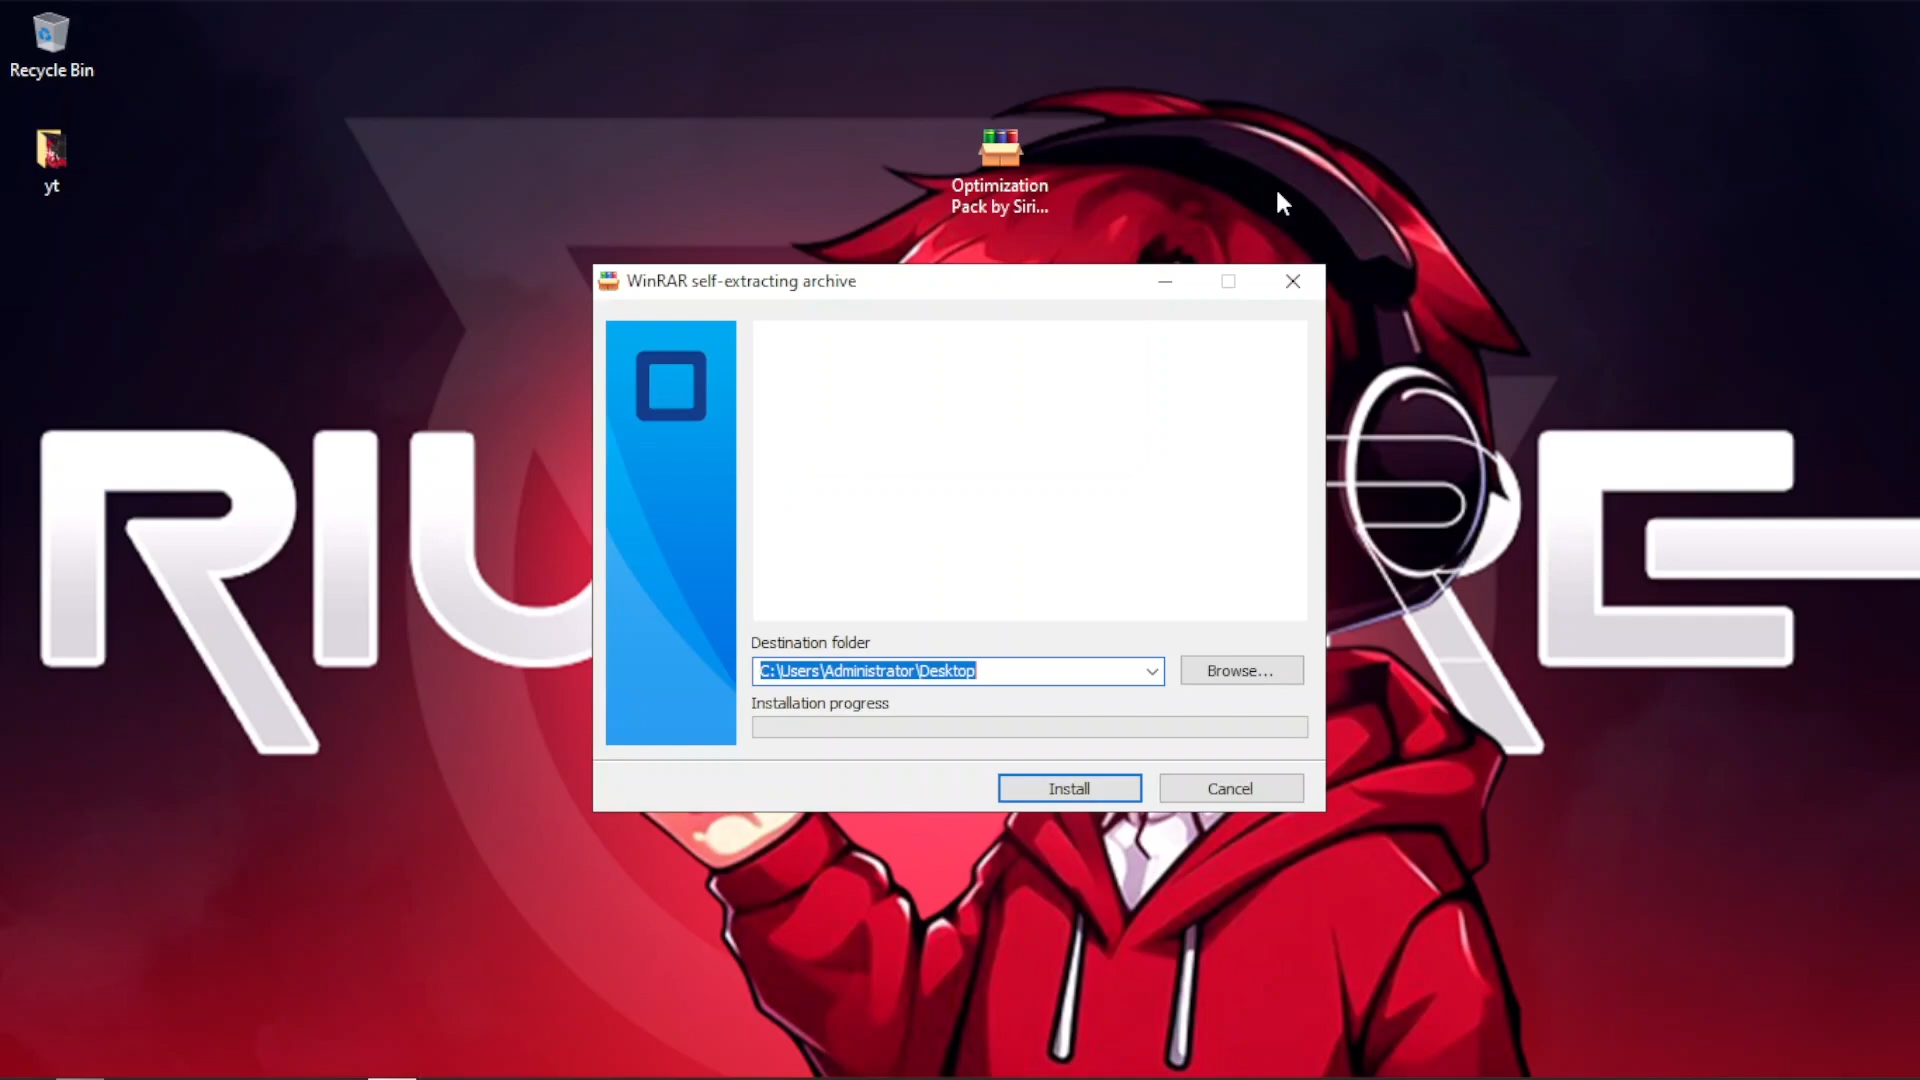 Recycle Bin
yt
Optimization
Pack by Siri...
WinRAR self-extracting archive
Destination folder
C:\Users\Administrator\Desktop
Browse...
Installation progress
Install
Cancel